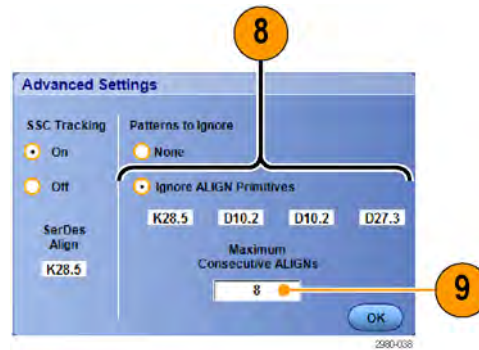 8
Advanced Settings
SSC Tracking
Patterns to Ignore
On
None
Off
Ignore ALIGN Primitives
K28.5 D10.2 D10.2 D27.3
SerDes
Align
K28.5
Maximum
Consecutive ALIGNs
8
9
OK
2980-038